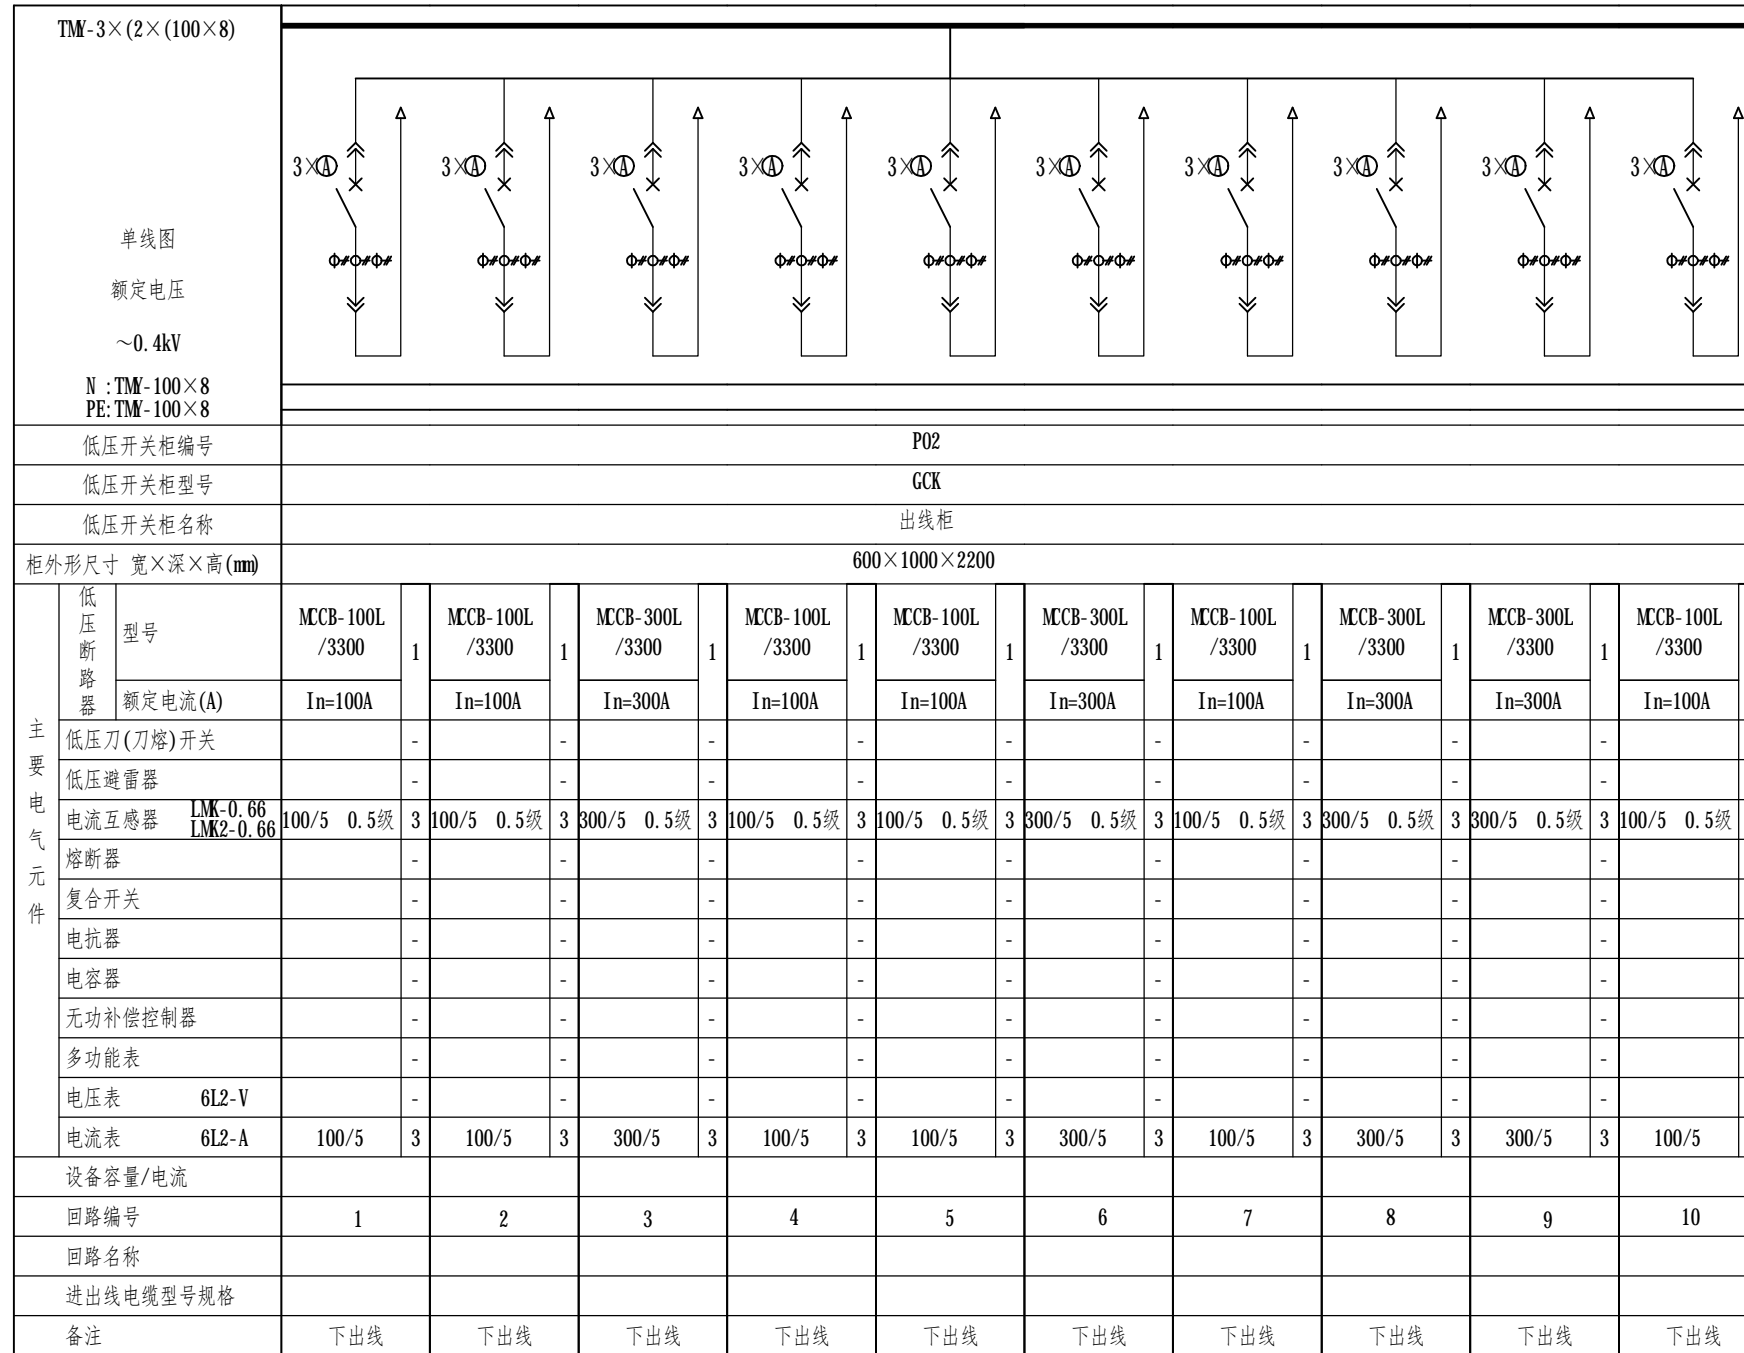 TMY-3×(2×(100×8)
3×Ⓐ 3×Ⓐ 3×Ⓐ 3×Ⓐ 3×Ⓐ 3×Ⓐ 3×Ⓐ 3×Ⓐ 3×Ⓐ 3×Ⓐ
单线图
额定电压
～0.4kV
N :TMY-100×8
PE:TMY-100×8
低压开关柜编号 P02
低压开关柜型号 GCK
低压开关柜名称 出线柜
柜外形尺寸 宽×深×高(mm) 600×1000×2200
主要电气元件
低压断路器
型号 MCCB-100L/3300 1 MCCB-100L/3300 1 MCCB-300L/3300 1 MCCB-100L/3300 1 MCCB-100L/3300 1 MCCB-300L/3300 1 MCCB-100L/3300 1 MCCB-300L/3300 1 MCCB-300L/3300 1 MCCB-100L/3300
额定电流(A) In=100A In=100A In=300A In=100A In=100A In=300A In=100A In=300A In=300A In=100A
低压刀(刀熔)开关 - - - - - - - - -
低压避雷器 - - - - - - - - -
电流互感器 LMK-0.66 LMK2-0.66 100/5 0.5级 3 100/5 0.5级 3 300/5 0.5级 3 100/5 0.5级 3 100/5 0.5级 3 300/5 0.5级 3 100/5 0.5级 3 300/5 0.5级 3 300/5 0.5级 3 100/5 0.5级
熔断器 - - - - - - - - -
复合开关 - - - - - - - - -
电抗器 - - - - - - - - -
电容器 - - - - - - - - -
无功补偿控制器 - - - - - - - - -
多功能表 - - - - - - - - -
电压表 6L2-V - - - - - - - - -
电流表 6L2-A 100/5 3 100/5 3 300/5 3 100/5 3 100/5 3 300/5 3 100/5 3 300/5 3 300/5 3 100/5
设备容量/电流
回路编号 1 2 3 4 5 6 7 8 9 10
回路名称
进出线电缆型号规格
备注 下出线 下出线 下出线 下出线 下出线 下出线 下出线 下出线 下出线 下出线